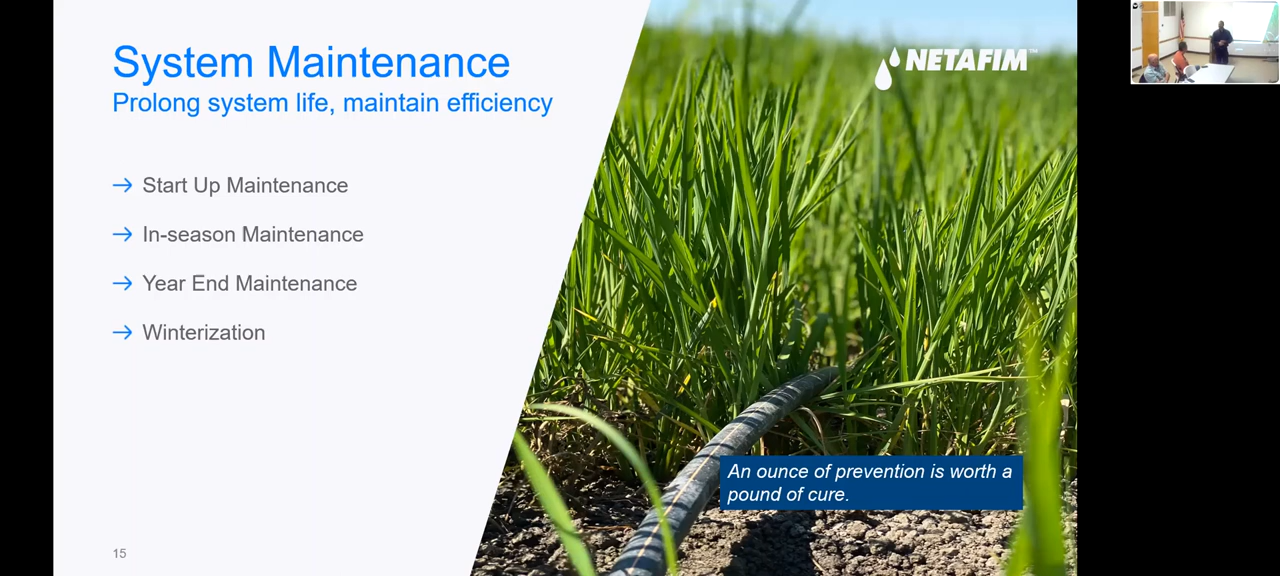 System Maintenance
Prolong system life, maintain efficiency
→ Start Up Maintenance
→ In-season Maintenance
→ Year End Maintenance
→ Winterization
NETAFIM™
An ounce of prevention is worth a
pound of cure.
15